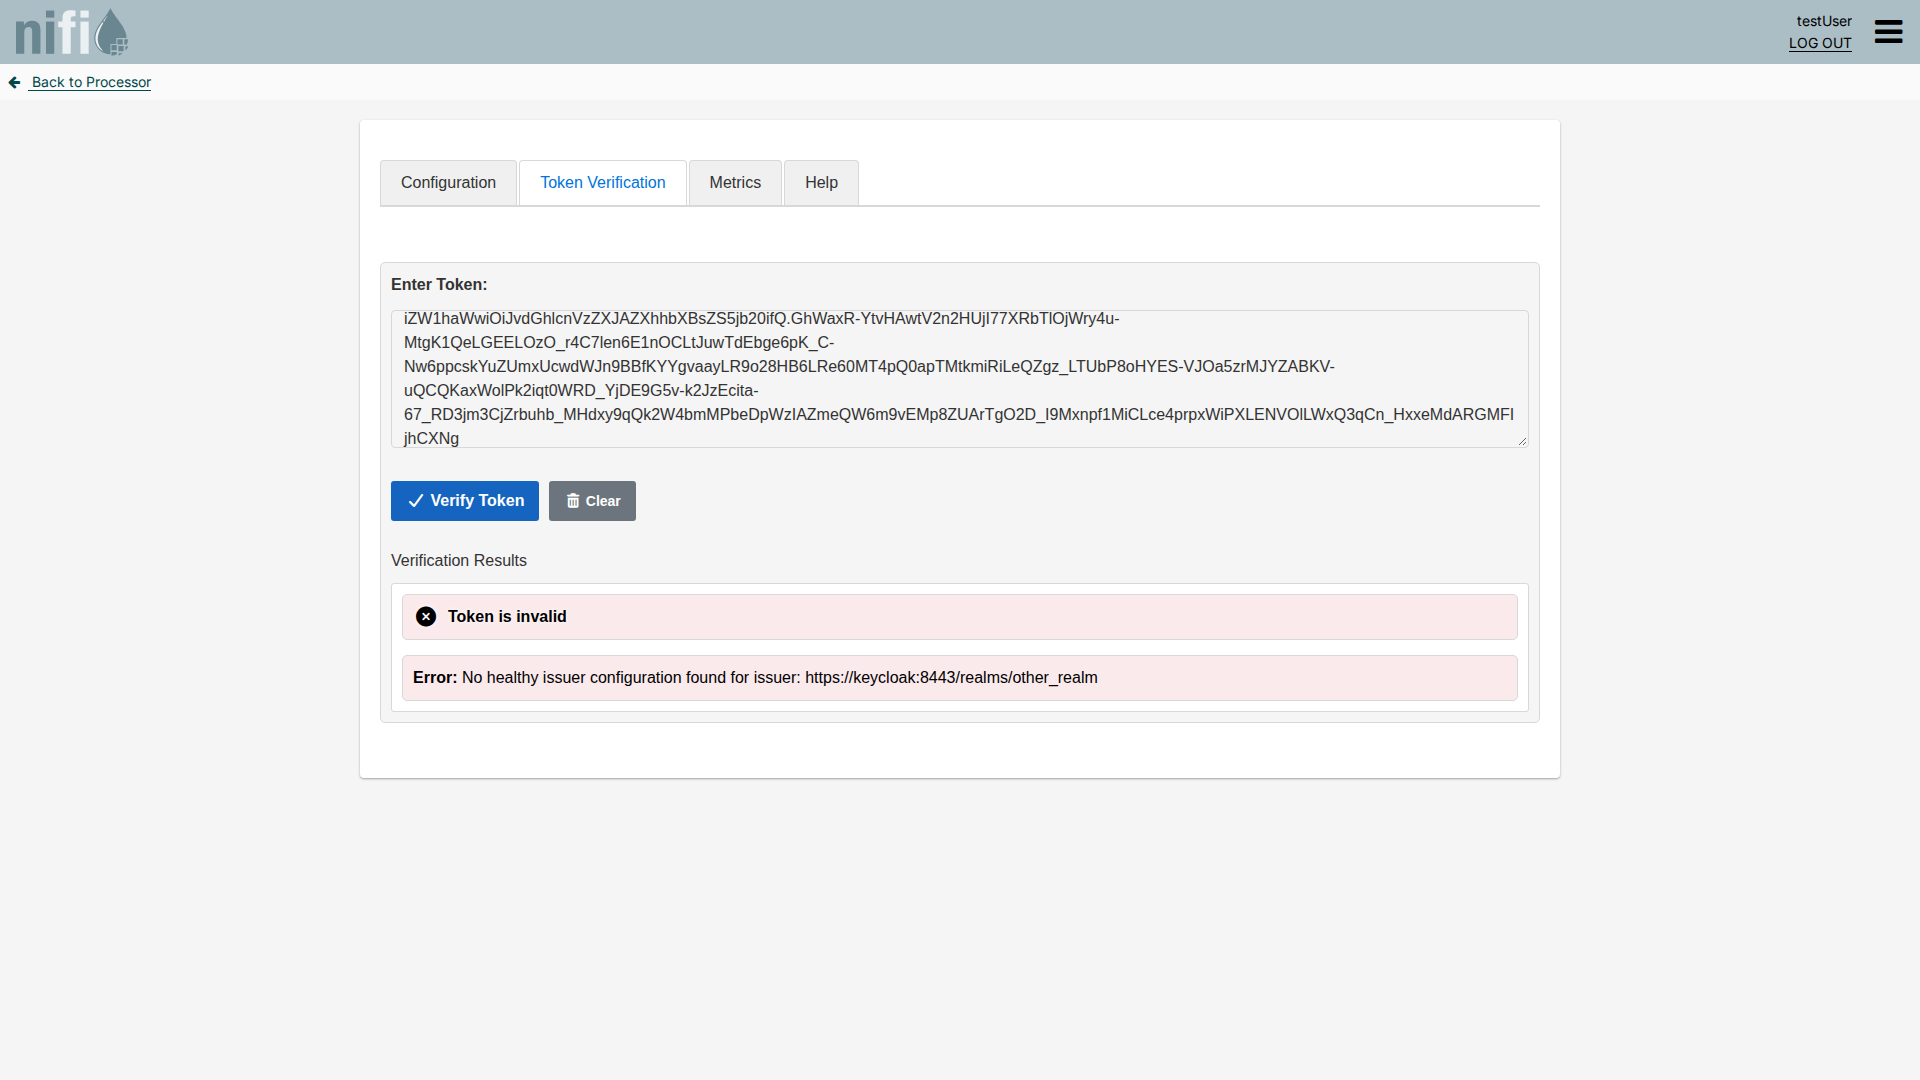 nifi
testUser
LOG OUT
Back to Processor
Configuration
Token Verification
Metrics
Help
Enter Token:
iZW1haWwiOiJvdGhlcnVzZXJAZXhhbXBsZS5jb20ifQ.GhWaxR-YtvHAwtV2n2HUjI77XRbTlOjWry4u-
MtgK1QeLGEELOzO_r4C7len6E1nOCLtJuwTdEbge6pK_C-
Nw6ppcskYuZUmxUcwdWJn9BBfKYYgvaayLR9o28HB6LRe60MT4pQ0apTMtkmiRiLeQZgz_LTUbP8oHYES-VJOa5zrMJYZABKV-
uQCQKaxWolPk2iqt0WRD_YjDE9G5v-k2JzEcita-
67_RD3jm3CjZrbuhb_MHdxy9qQk2W4bmMPbeDpWzIAZmeQW6m9vEMp8ZUArTgO2D_I9Mxnpf1MiCLce4prpxWiPXLENVOlLWxQ3qCn_HxxeMdARGMFI
jhCXNg
Verify Token
Clear
Verification Results
Token is invalid
Error: No healthy issuer configuration found for issuer: https://keycloak:8443/realms/other_realm